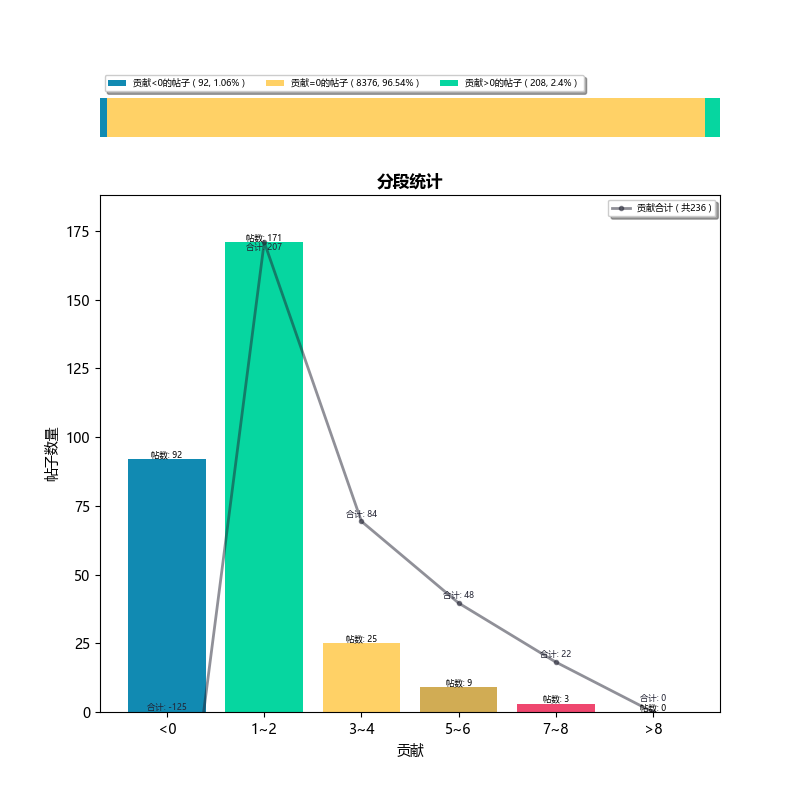 贡献<0的帖子 ( 92, 1.06% ) 贡献=0的帖子 ( 8376, 96.54% ) 贡献>0的帖子 ( 208, 2.4% )
分段统计
贡献合计 ( 共236 )
175
150
125
100
75
50
25
0
帖子数量
帖数: 171
合计: 207
帖数: 92
合计: -125
合计: 84
帖数: 25
合计: 48
帖数: 9
合计: 22
帖数: 3
合计: 0
帖数: 0
<0 1~2 3~4 5~6 7~8 >8
贡献